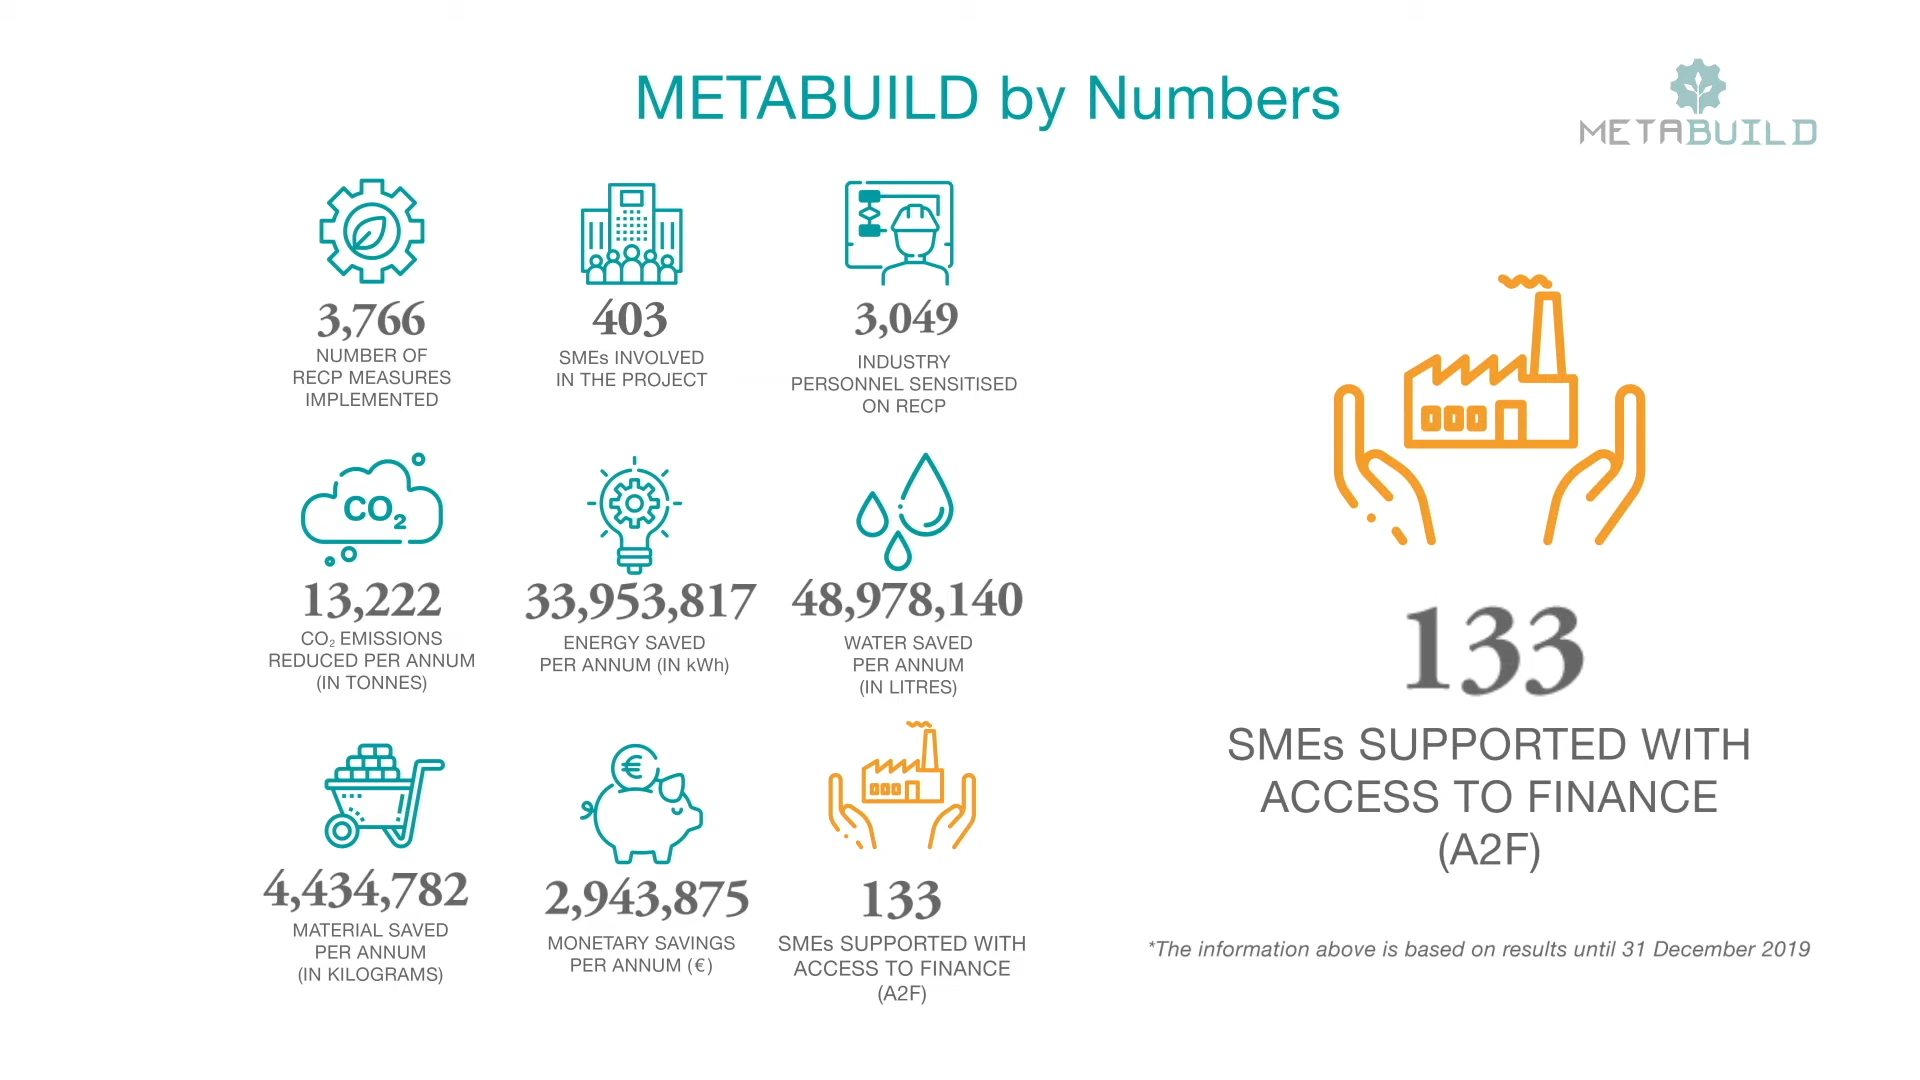 METABUILD by Numbers
METABUILD
3,766
NUMBER OF
RECP MEASURES
IMPLEMENTED
403
SMEs INVOLVED
IN THE PROJECT
3,049
INDUSTRY
PERSONNEL SENSITISED
ON RECP
CO₂
13,222
CO₂ EMISSIONS
REDUCED PER ANNUM
(IN TONNES)
33,953,817
ENERGY SAVED
PER ANNUM (IN kWh)
48,978,140
WATER SAVED
PER ANNUM
(IN LITRES)
4,434,782
MATERIAL SAVED
PER ANNUM
(IN KILOGRAMS)
€
2,943,875
MONETARY SAVINGS
PER ANNUM (€)
133
SMEs SUPPORTED WITH
ACCESS TO FINANCE
(A2F)
133
SMEs SUPPORTED WITH
ACCESS TO FINANCE
(A2F)
*The information above is based on results until 31 December 2019